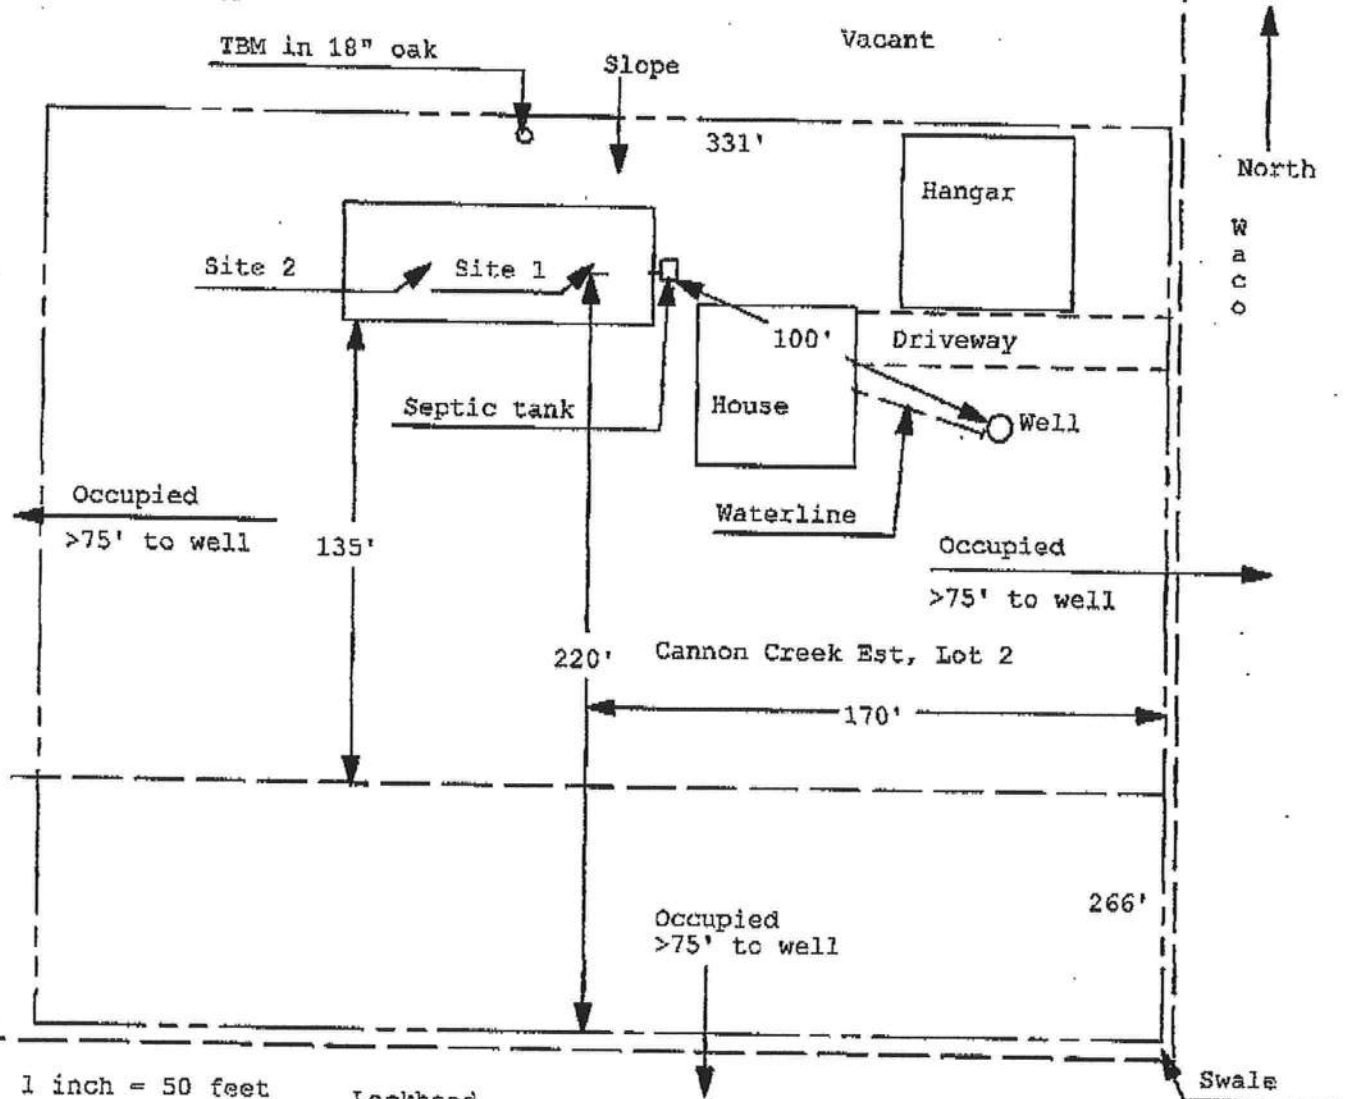 TBM in 18" oak
Vacant
Slope
331'
North
Hangar
W
a
c
o
Site 2
Site 1
100'
Driveway
Septic tank
House
Well
Occupied
>75' to well
135'
Waterline
Occupied
>75' to well
220'
Cannon Creek Est, Lot 2
170'
266'
Occupied
>75' to well
1 inch = 50 feet
Swale